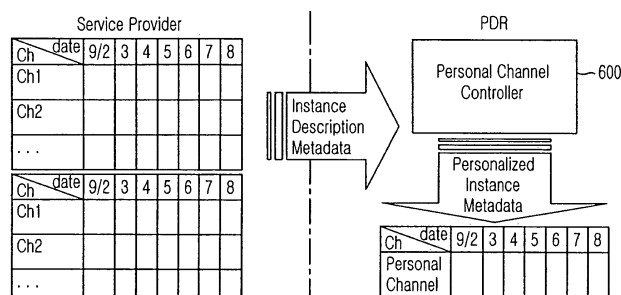 Service Provider
Ch date 9/2 3 4 5 6 7 8
Ch1
Ch2
...
Ch date 9/2 3 4 5 6 7 8
Ch1
Ch2
...
Instance
Description
Metadata
PDR
Personal Channel
Controller
600
Personalized
Instance
Metadata
Ch date 9/2 3 4 5 6 7 8
Personal
Channel